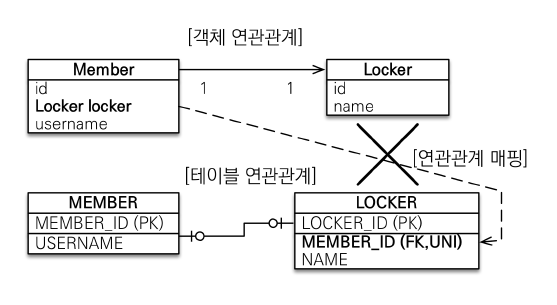 [객체 연관관계]
Member
id
Locker locker
username
1
1
Locker
id
name
[연관관계 매핑]
[테이블 연관관계]
MEMBER
MEMBER_ID (PK)
USERNAME
LOCKER
LOCKER_ID (PK)
MEMBER_ID (FK,UNI)
NAME